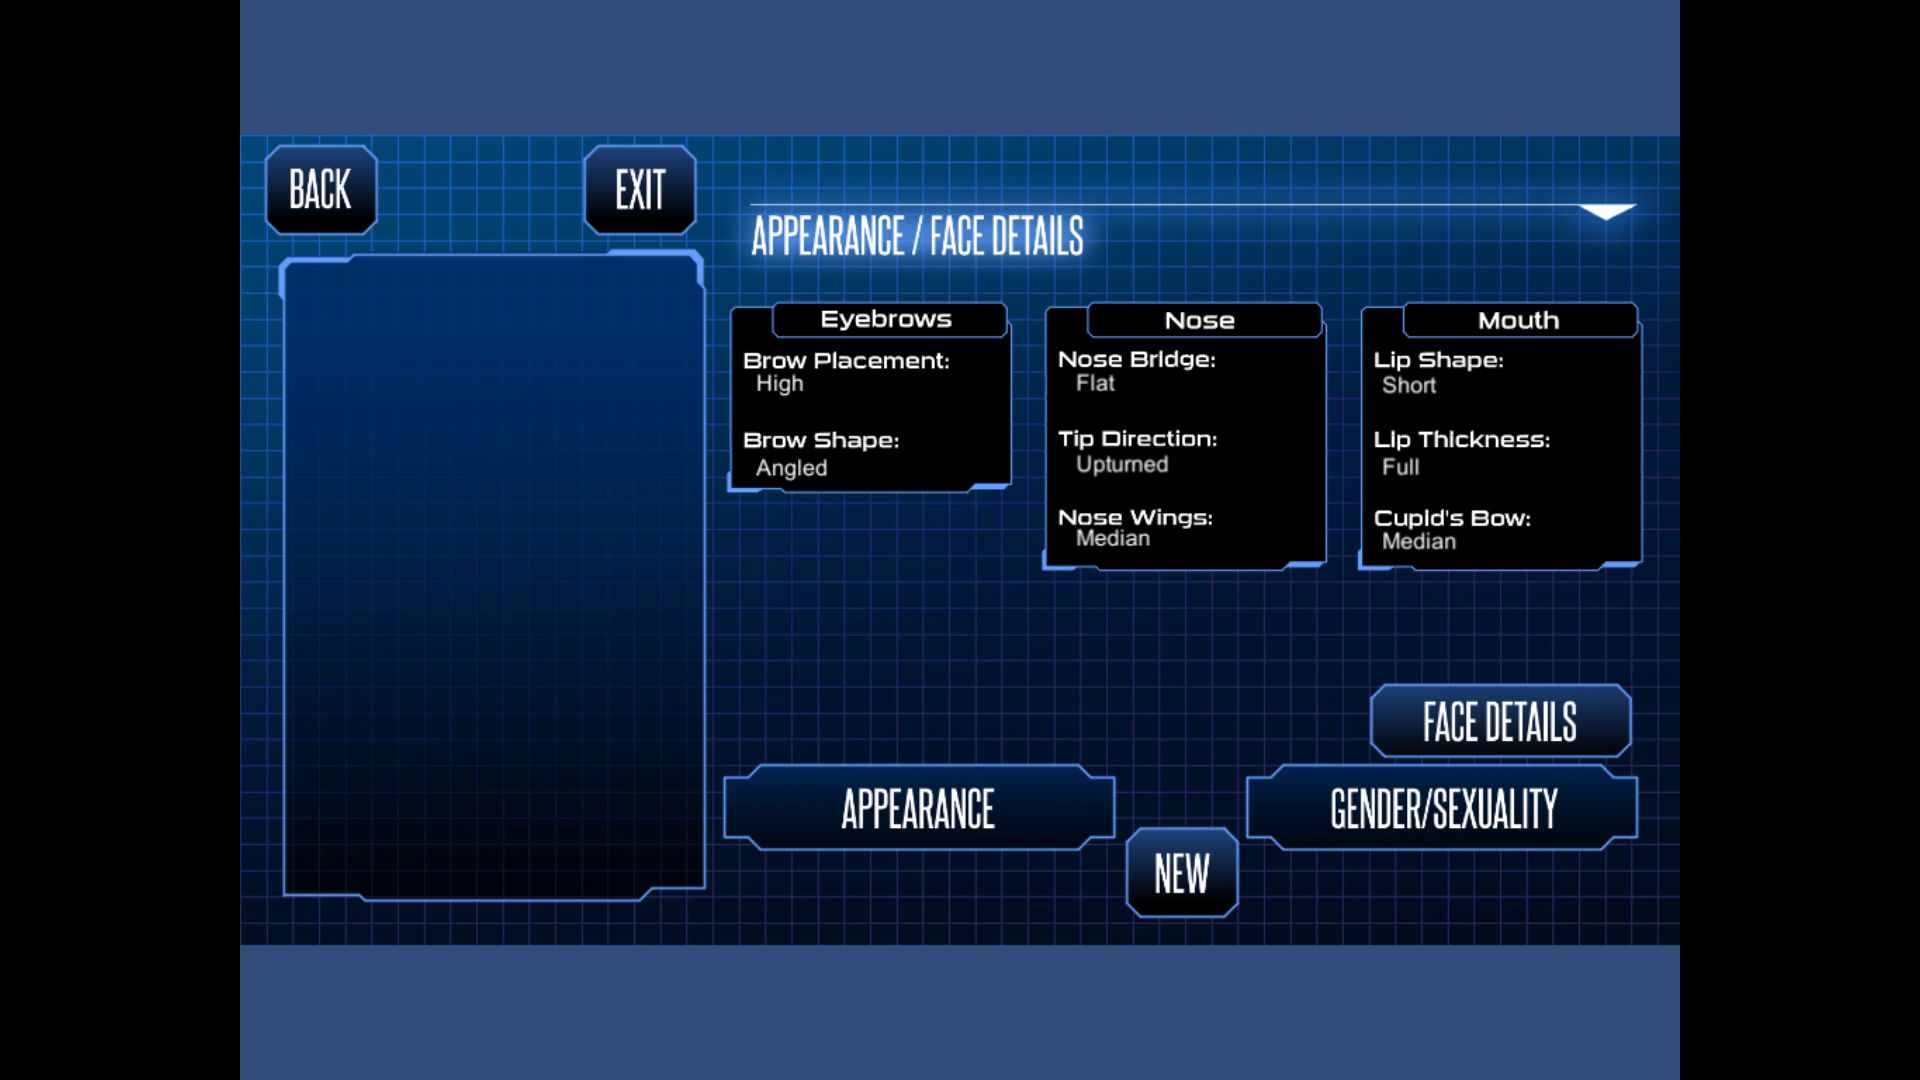 BACK
EXIT
APPEARANCE / FACE DETAILS
Eyebrows
Brow Placement:
High
Brow Shape:
Angled
Nose
Nose Bridge:
Flat
Tip Direction:
Upturned
Nose Wings:
Median
Mouth
Lip Shape:
Short
Lip Thickness:
Full
Cupid's Bow:
Median
FACE DETAILS
APPEARANCE
GENDER/SEXUALITY
NEW